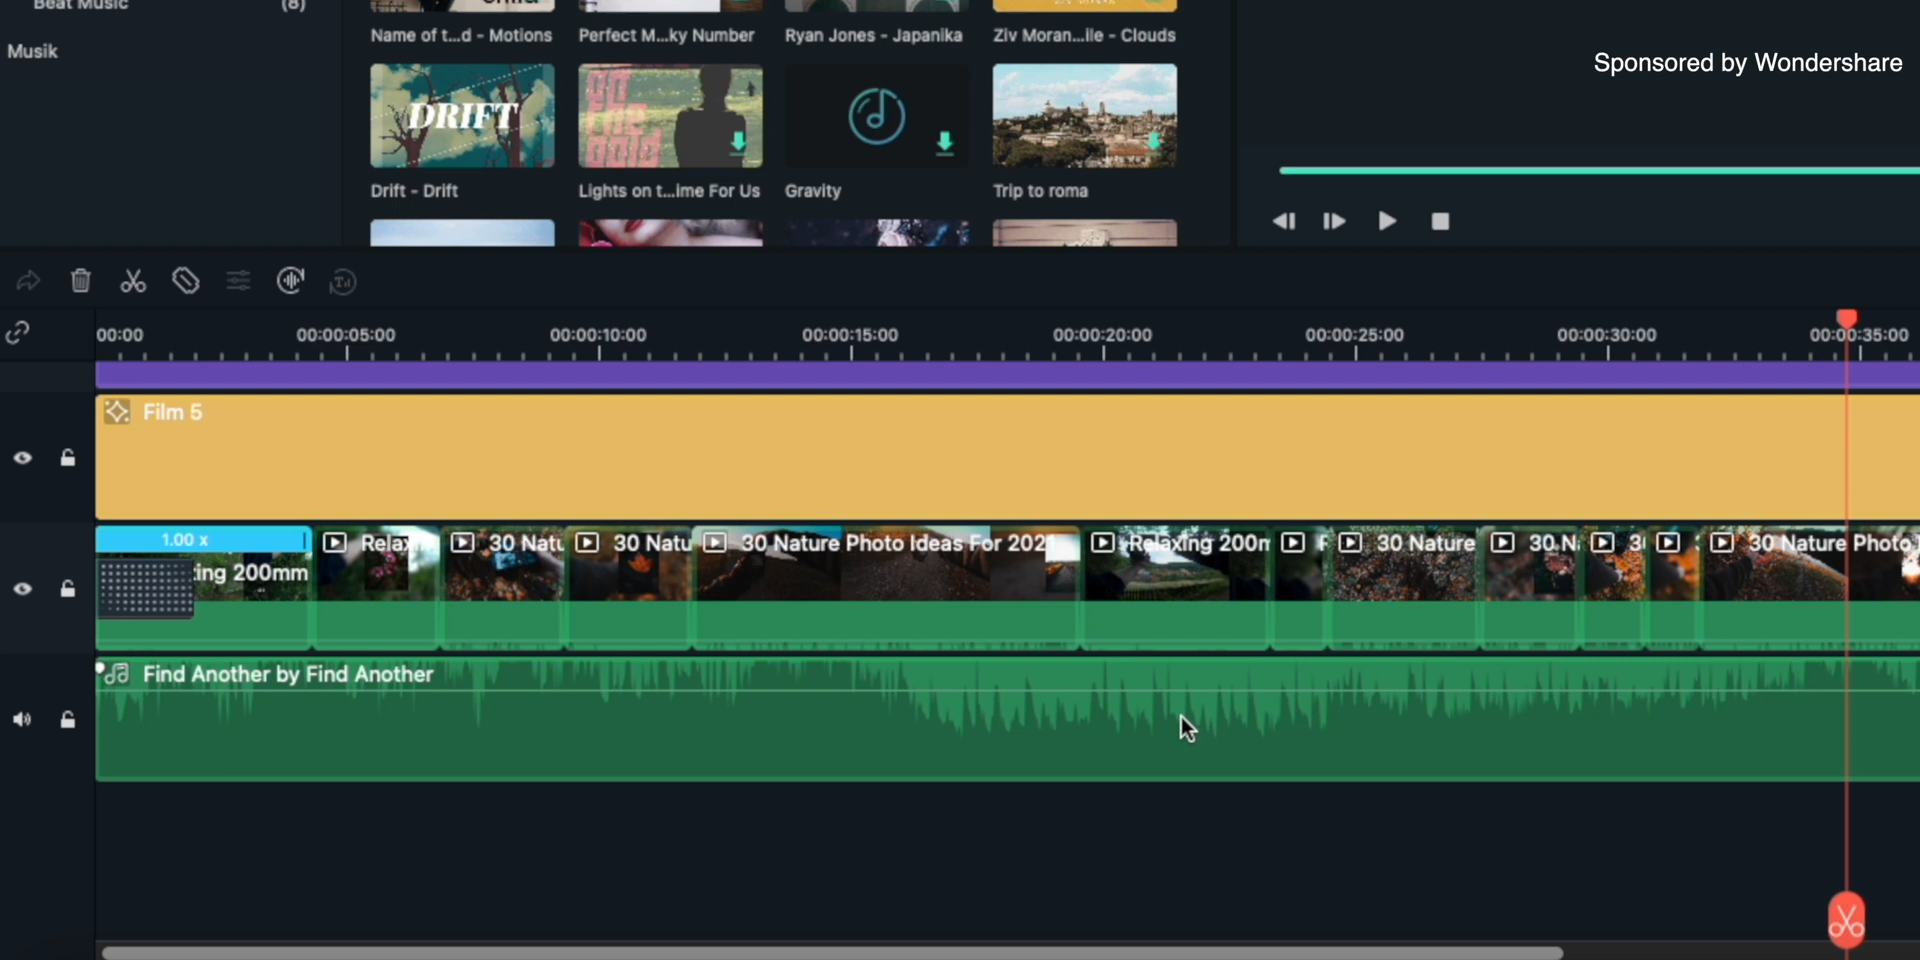 Beat Music (8)
Musik
Name of t...d - Motions
Perfect M...ky Number
Ryan Jones - Japanika
Ziv Moran...ile - Clouds
Sponsored by Wondershare
DRIFT
Drift - Drift
Lights on t...ime For Us
Gravity
Trip to roma
00:00
00:00:05:00
00:00:10:00
00:00:15:00
00:00:20:00
00:00:25:00
00:00:30:00
00:00:35:00
Film 5
1.00 x
ing 200mm
Relax
30 Natu
30 Natu
30 Nature Photo Ideas For 2021
Relaxing 200m
30 Nature
30 N
30 Nature Photo
Find Another by Find Another